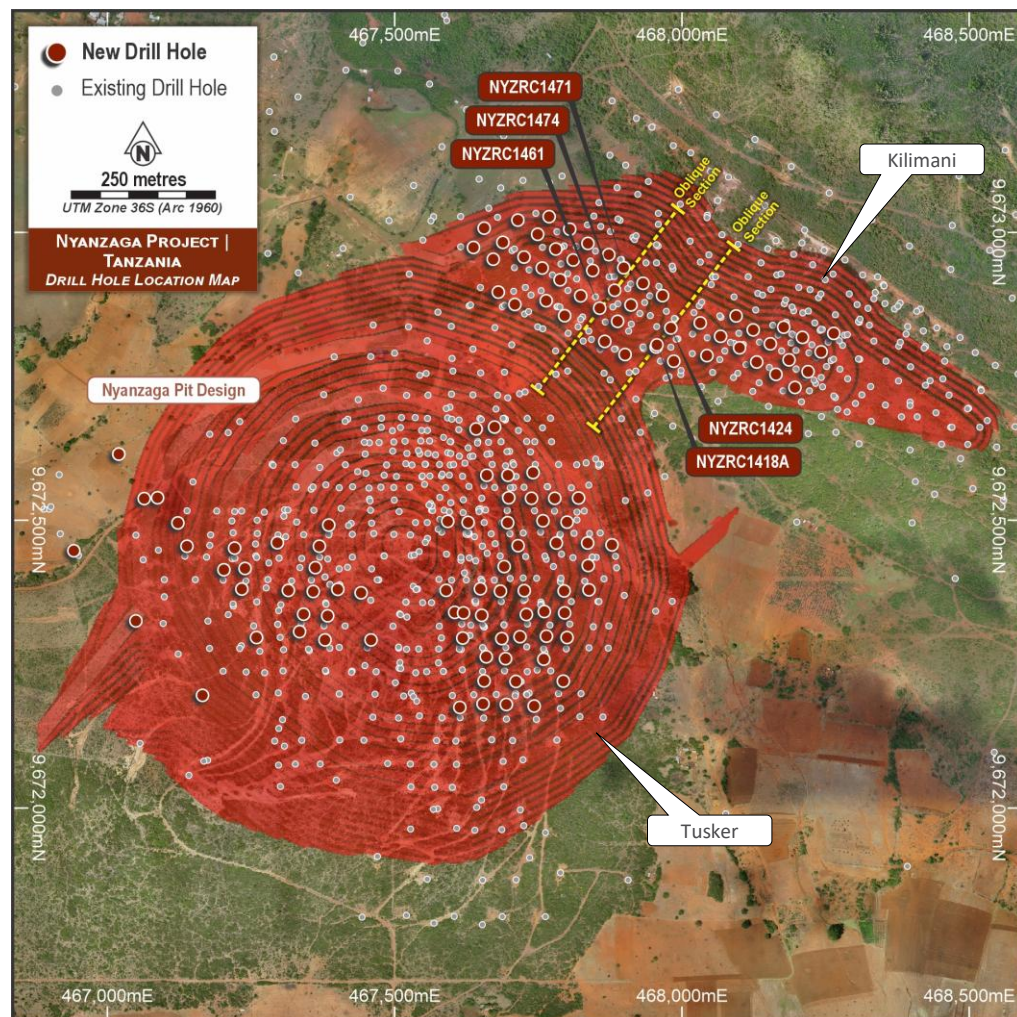 New Drill Hole
Existing Drill Hole
N
250 metres
UTM Zone 36S (Arc 1960)
NYANZAGA PROJECT |
TANZANIA
DRILL HOLE LOCATION MAP
467,500mE
468,000mE
468,500mE
NYZRC1471
NYZRC1474
NYZRC1461
Oblique
Section
Oblique
Section
Kilimani
9,673,000mN
9,673,000mN
Nyanzaga Pit Design
NYZRC1424
NYZRC1418A
9,672,500mN
9,672,500mN
Tusker
9,672,000mN
9,672,000mN
467,000mE
467,500mE
468,000mE
468,500mE